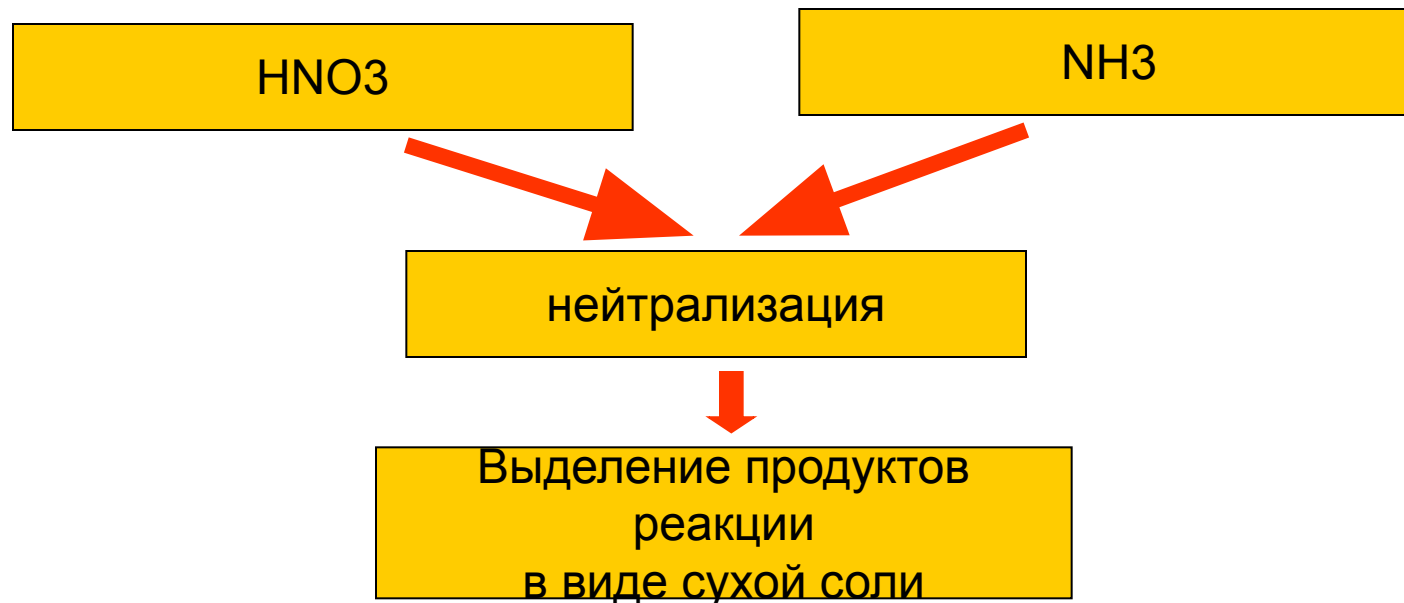 HNO3
NH3
нейтрализация
Выделение продуктов
реакции
в виде сухой соли